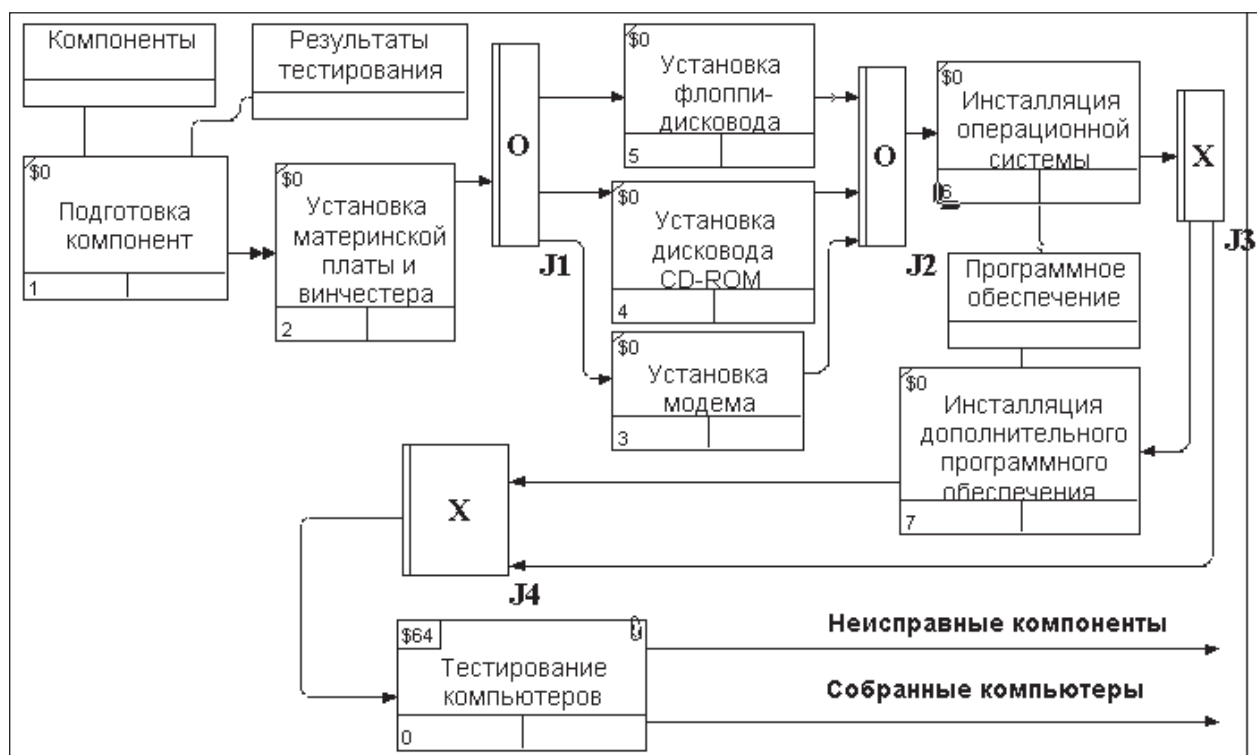 Компоненты
Результаты
тестирования
$0
Подготовка
компонент
1
$0
Установка
материнской
платы и
винчестера
2
O
J1
$0
Установка
флоппи-
дисковода
5
$0
Установка
дисковода
CD-ROM
4
$0
Установка
модема
3
O
J2
$0
Инсталляция
операционной
системы
6
X
J3
Программное
обеспечение
$0
Инсталляция
дополнительного
программного
обеспечения
7
X
J4
$64
Тестирование
компьютеров
0
Неисправные компоненты
Собранные компьютеры